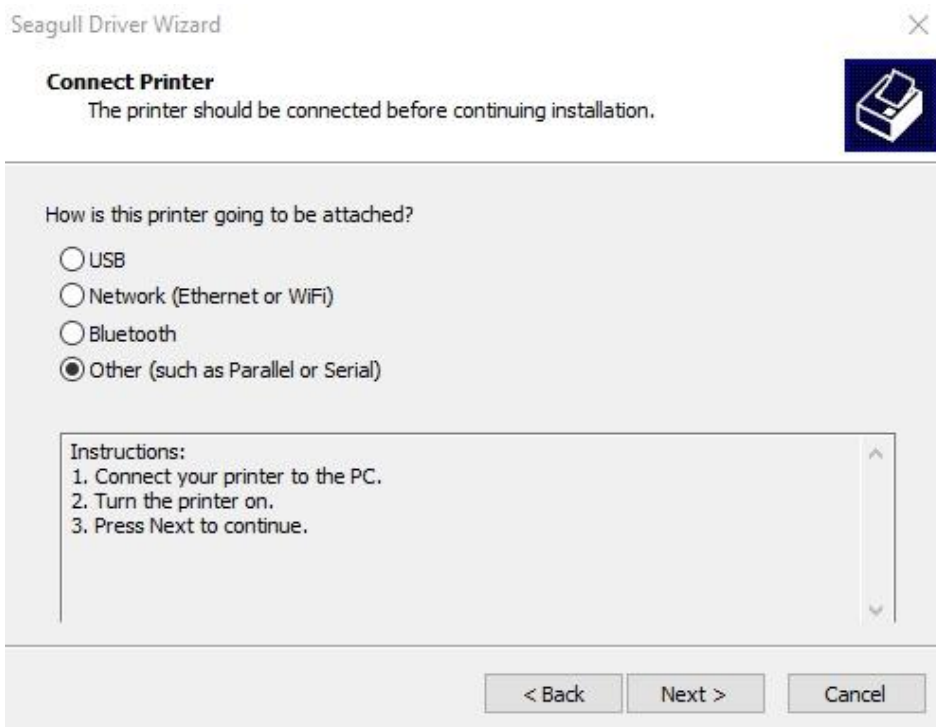 Seagull Driver Wizard
Connect Printer
The printer should be connected before continuing installation.
How is this printer going to be attached?
USB
Network (Ethernet or WiFi)
Bluetooth
Other (such as Parallel or Serial)
Instructions:
1. Connect your printer to the PC.
2. Turn the printer on.
3. Press Next to continue.
< Back Next > Cancel